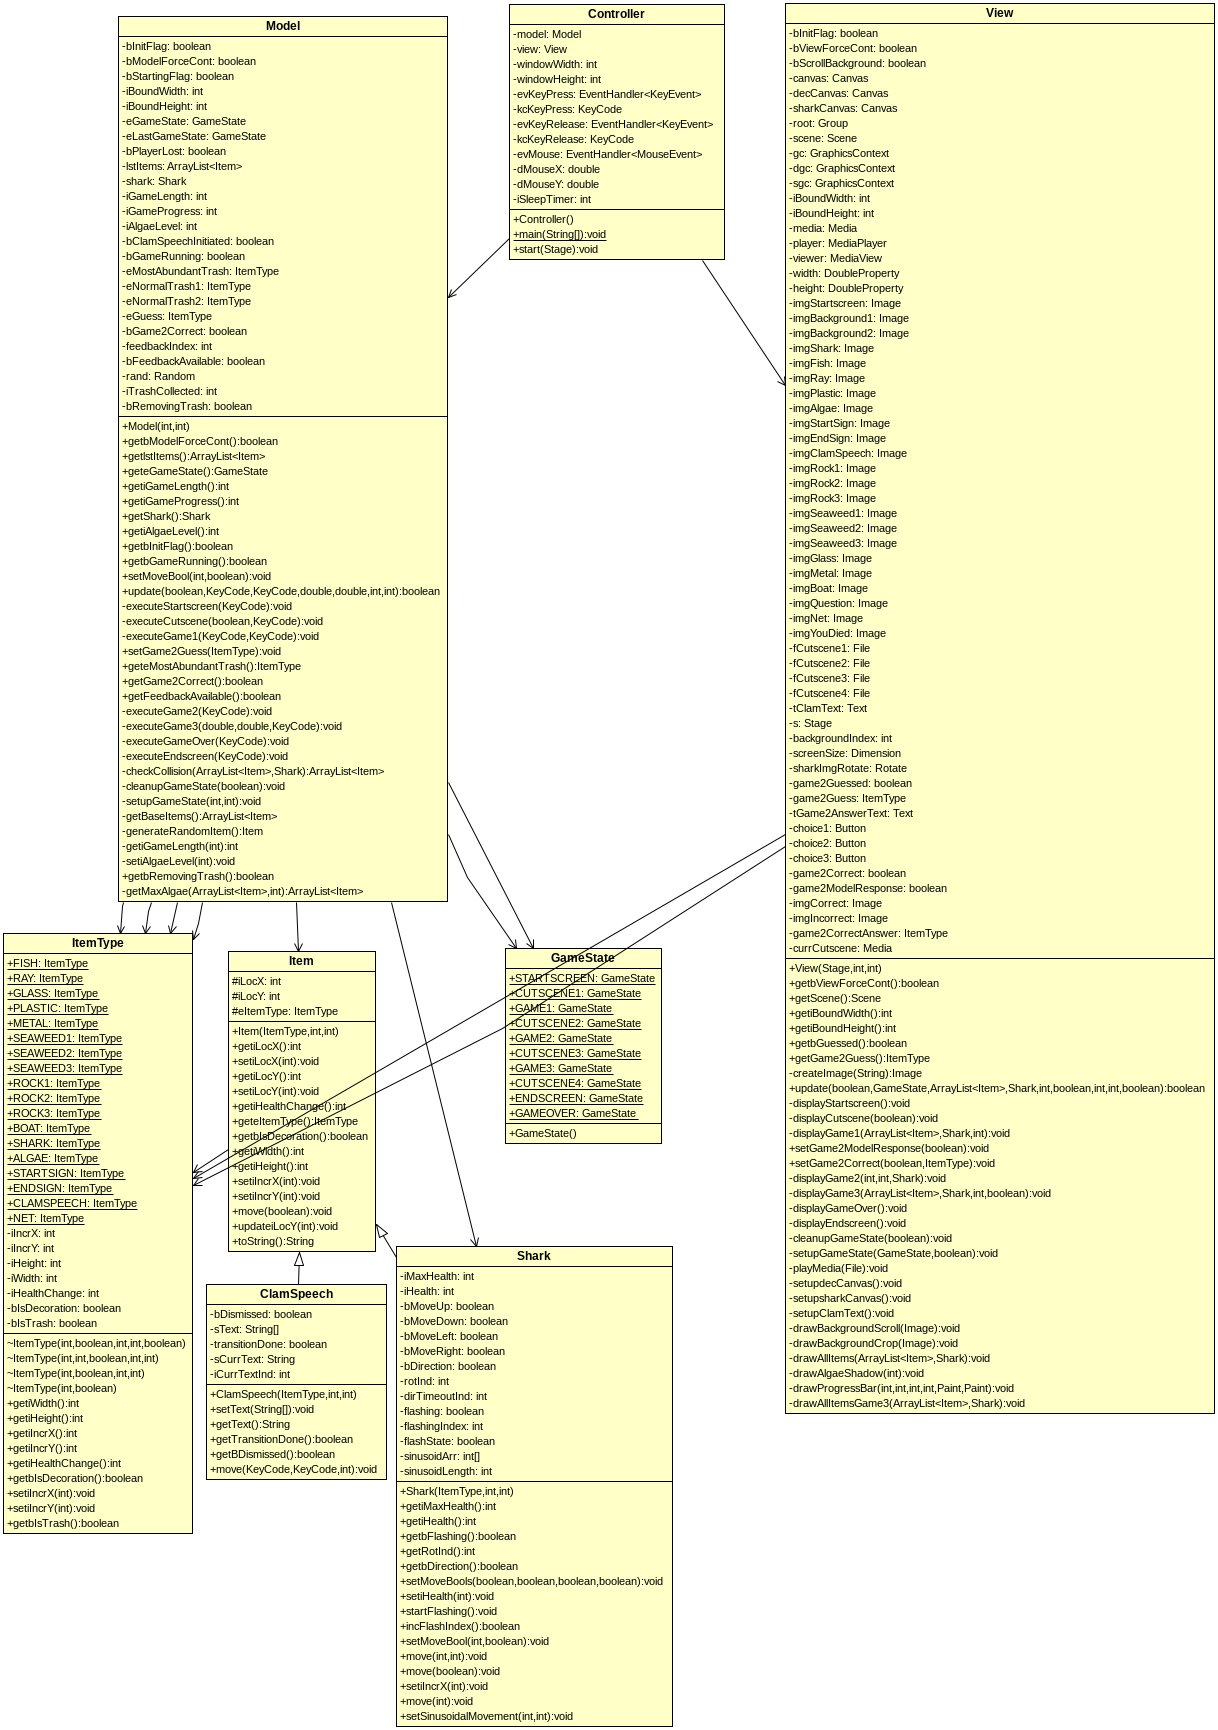 Model
-bInitFlag: boolean
-bModelForceCont: boolean
-bStartingFlag: boolean
-iBoundWidth: int
-iBoundHeight: int
-eGameState: GameState
-eLastGameState: GameState
-bPlayerLost: boolean
-lstItems: ArrayList<Item>
-shark: Shark
-iGameLength: int
-iGameProgress: int
-iAlgaeLevel: int
-bClamSpeechInitiated: boolean
-bGameRunning: boolean
-eMostAbundantTrash: ItemType
-eNormalTrash1: ItemType
-eNormalTrash2: ItemType
-eGuess: ItemType
-bGame2Correct: boolean
-feedbackIndex: int
-bFeedbackAvailable: boolean
-rand: Random
-iTrashCollected: int
-bRemovingTrash: boolean
+Model(int,int)
+getbModelForceCont():boolean
+getlstItems():ArrayList<Item>
+geteGameState():GameState
+getiGameLength():int
+getiGameProgress():int
+getShark():Shark
+getiAlgaeLevel():int
+getbInitFlag():boolean
+getbGameRunning():boolean
+setMoveBool(int,boolean):void
+update(boolean,KeyCode,KeyCode,double,double,int,int):boolean
-executeStartscreen(KeyCode):void
-executeCutscene(boolean,KeyCode):void
-executeGame1(KeyCode,KeyCode):void
+setGame2Guess(ItemType):void
+geteMostAbundantTrash():ItemType
+getGame2Correct():boolean
+getFeedbackAvailable():boolean
-executeGame2(KeyCode):void
-executeGame3(double,double,KeyCode):void
-executeGameOver(KeyCode):void
-executeEndscreen(KeyCode):void
-checkCollision(ArrayList<Item>,Shark):ArrayList<Item>
-cleanupGameState(boolean):void
-setupGameState(int,int):void
-getBaseItems():ArrayList<Item>
-generateRandomItem():Item
-getiGameLength(int):int
-setiAlgaeLevel(int):void
+getbRemovingTrash():boolean
-getMaxAlgae(ArrayList<Item>,int):ArrayList<Item>
Controller
-model: Model
-view: View
-windowWidth: int
-windowHeight: int
-evKeyPress: EventHandler<KeyEvent>
-kcKeyPress: KeyCode
-evKeyRelease: EventHandler<KeyEvent>
-kcKeyRelease: KeyCode
-evMouse: EventHandler<MouseEvent>
-dMouseX: double
-dMouseY: double
-iSleepTimer: int
+Controller()
+main(String[]):void
+start(Stage):void
View
-bInitFlag: boolean
-bViewForceCont: boolean
-bScrollBackground: boolean
-canvas: Canvas
-decCanvas: Canvas
-sharkCanvas: Canvas
-root: Group
-scene: Scene
-gc: GraphicsContext
-dgc: GraphicsContext
-sgc: GraphicsContext
-iBoundWidth: int
-iBoundHeight: int
-media: Media
-player: MediaPlayer
-viewer: MediaView
-width: DoubleProperty
-height: DoubleProperty
-imgStartscreen: Image
-imgBackground1: Image
-imgBackground2: Image
-imgShark: Image
-imgFish: Image
-imgRay: Image
-imgPlastic: Image
-imgAlgae: Image
-imgStartSign: Image
-imgEndSign: Image
-imgClamSpeech: Image
-imgRock1: Image
-imgRock2: Image
-imgRock3: Image
-imgSeaweed1: Image
-imgSeaweed2: Image
-imgSeaweed3: Image
-imgGlass: Image
-imgMetal: Image
-imgBoat: Image
-imgQuestion: Image
-imgNet: Image
-imgYouDied: Image
-fCutscene1: File
-fCutscene2: File
-fCutscene3: File
-fCutscene4: File
-tClamText: Text
-s: Stage
-backgroundIndex: int
-screenSize: Dimension
-sharkImgRotate: Rotate
-game2Guessed: boolean
-game2Guess: ItemType
-tGame2AnswerText: Text
-choice1: Button
-choice2: Button
-choice3: Button
-game2Correct: boolean
-game2ModelResponse: boolean
-imgCorrect: Image
-imgIncorrect: Image
-game2CorrectAnswer: ItemType
-currCutscene: Media
+View(Stage,int,int)
+getbViewForceCont():boolean
+getScene():Scene
+getiBoundWidth():int
+getiBoundHeight():int
+getbGuessed():boolean
+getGame2Guess():ItemType
-createImage(String):Image
+update(boolean,GameState,ArrayList<Item>,Shark,int,boolean,int,int,boolean):boolean
-displayStartscreen():void
-displayCutscene(boolean):void
-displayGame1(ArrayList<Item>,Shark,int):void
+setGame2ModelResponse(boolean):void
+setGame2Correct(boolean,ItemType):void
-displayGame2(int,int,Shark):void
-displayGame3(ArrayList<Item>,Shark,int,boolean):void
-displayGameOver():void
-displayEndscreen():void
-cleanupGameState(boolean):void
-setupGameState(GameState,boolean):void
-playMedia(File):void
-setupdecCanvas():void
-setupsharkCanvas():void
-setupClamText():void
-drawBackgroundScroll(Image):void
-drawBackgroundCrop(Image):void
-drawAllItems(ArrayList<Item>,Shark):void
-drawAlgaeShadow(int):void
-drawProgressBar(int,int,int,int,Paint,Paint):void
-drawAllItemsGame3(ArrayList<Item>,Shark):void
ItemType
+FISH: ItemType
+RAY: ItemType
+GLASS: ItemType
+PLASTIC: ItemType
+METAL: ItemType
+SEAWEED1: ItemType
+SEAWEED2: ItemType
+SEAWEED3: ItemType
+ROCK1: ItemType
+ROCK2: ItemType
+ROCK3: ItemType
+BOAT: ItemType
+SHARK: ItemType
+ALGAE: ItemType
+STARTSIGN: ItemType
+ENDSIGN: ItemType
+CLAMSPEECH: ItemType
+NET: ItemType
-iIncrX: int
-iIncrY: int
-iHeight: int
-iWidth: int
-iHealthChange: int
-bIsDecoration: boolean
-bIsTrash: boolean
~ItemType(int,boolean,int,int,boolean)
~ItemType(int,int,boolean,int,int)
~ItemType(int,boolean,int,int)
~ItemType(int,boolean)
+getiWidth():int
+getiHeight():int
+getiIncrX():int
+getiIncrY():int
+getiHealthChange():int
+getbIsDecoration():boolean
+setiIncrX(int):void
+setiIncrY(int):void
+getbIsTrash():boolean
Item
#iLocX: int
#iLocY: int
#eItemType: ItemType
+Item(ItemType,int,int)
+getiLocX():int
+setiLocX(int):void
+getiLocY():int
+setiLocY(int):void
+getiHealthChange():int
+geteItemType():ItemType
+getbIsDecoration():boolean
+getiWidth():int
+getiHeight():int
+setiIncrX(int):void
+setiIncrY(int):void
+move(boolean):void
+updateiLocY(int):void
+toString():String
GameState
+STARTSCREEN: GameState
+CUTSCENE1: GameState
+GAME1: GameState
+CUTSCENE2: GameState
+GAME2: GameState
+CUTSCENE3: GameState
+GAME3: GameState
+CUTSCENE4: GameState
+ENDSCREEN: GameState
+GAMEOVER: GameState
+GameState()
ClamSpeech
-bDismissed: boolean
-sText: String[]
-transitionDone: boolean
-sCurrText: String
-iCurrTextInd: int
+ClamSpeech(ItemType,int,int)
+setText(String[]):void
+getText():String
+getTransitionDone():boolean
+getBDismissed():boolean
+move(KeyCode,KeyCode,int):void
Shark
-iMaxHealth: int
-iHealth: int
-bMoveUp: boolean
-bMoveDown: boolean
-bMoveLeft: boolean
-bMoveRight: boolean
-bDirection: boolean
-rotInd: int
-dirTimeoutInd: int
-flashing: boolean
-flashingIndex: int
-flashState: boolean
-sinusoidArr: int[]
-sinusoidLength: int
+Shark(ItemType,int,int)
+getiMaxHealth():int
+getiHealth():int
+getbFlashing():boolean
+getRotInd():int
+getbDirection():boolean
+setMoveBools(boolean,boolean,boolean,boolean):void
+setiHealth(int):void
+startFlashing():void
+incFlashIndex():boolean
+setMoveBool(int,boolean):void
+move(int,int):void
+move(boolean):void
+setiIncrX(int):void
+move(int):void
+setSinusoidalMovement(int,int):void